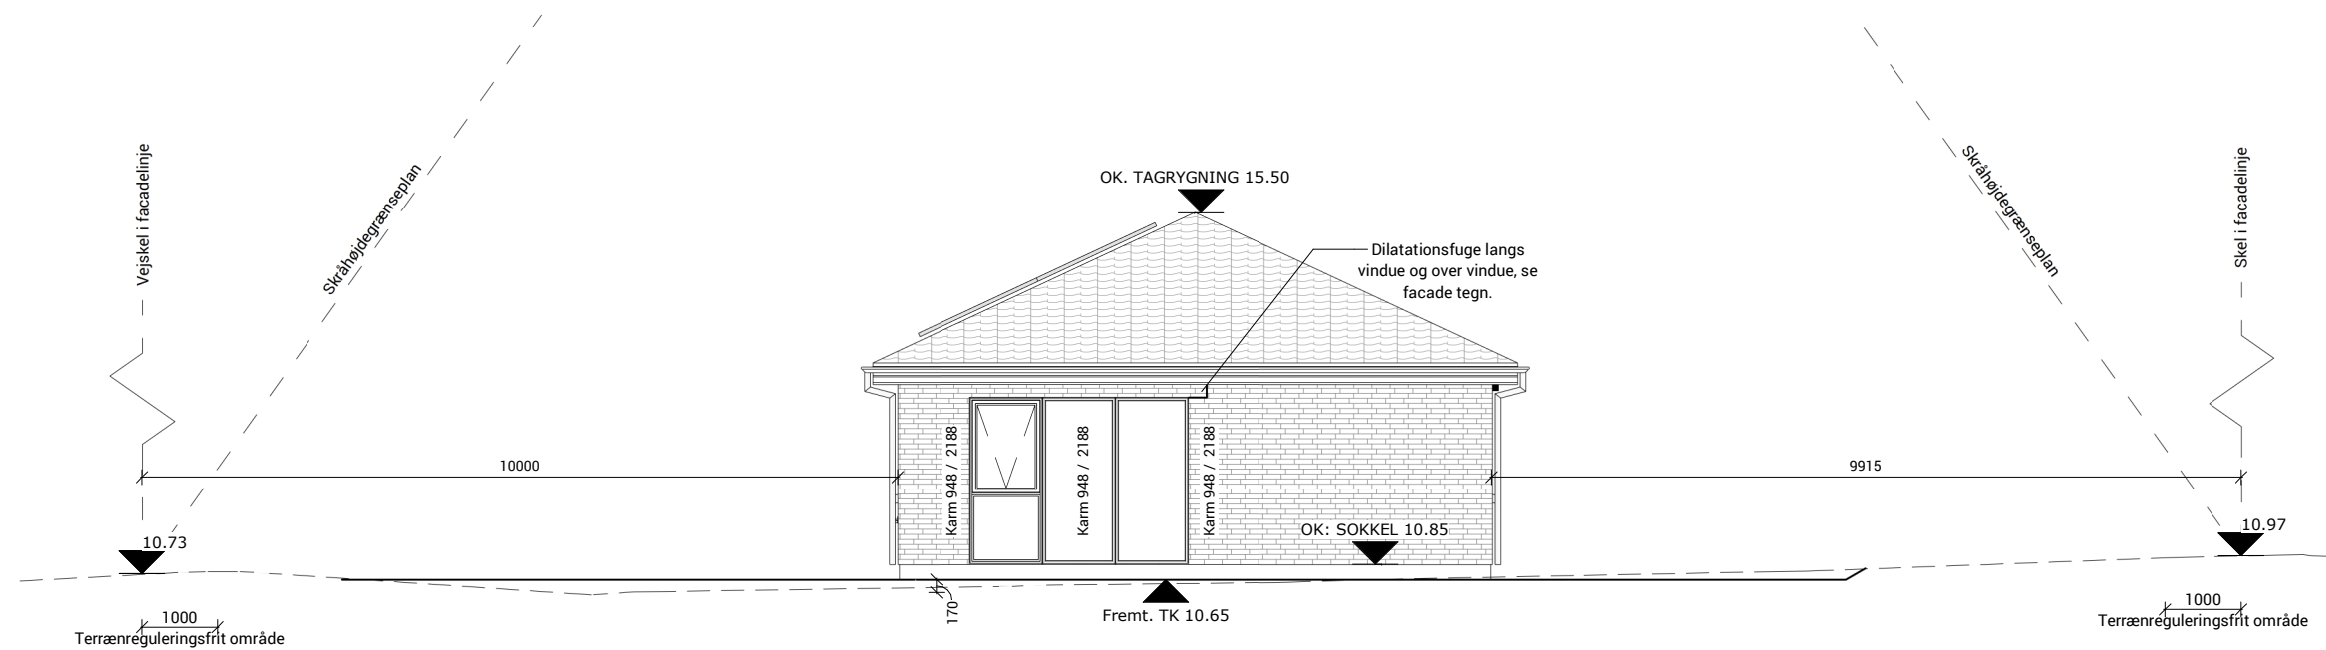 Vejskel i facadelinje
Skråhøjdegrænseplan
OK. TAGRYGNING 15.50
Dilatationsfuge langs
vindue og over vindue, se
facade tegn.
Skråhøjdegrænseplan
Skel i facadelinje
10000
9915
Karm 948 / 2188
Karm 948 / 2188
Karm 948 / 2188
OK: SOKKEL 10.85
10.73
10.97
170
Fremt. TK 10.65
1000
Terrænreguleringsfrit område
1000
Terrænreguleringsfrit område